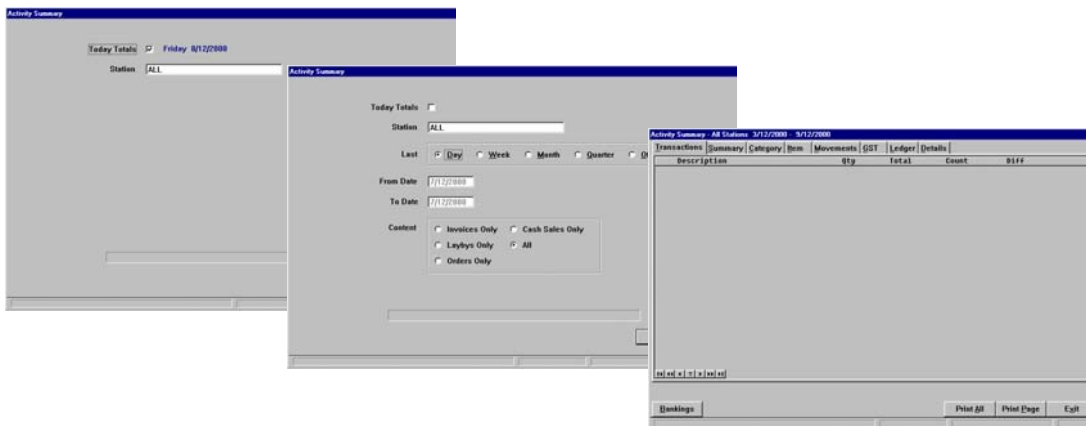 Activity Summary
Today Totals Friday 8/12/2000
Station ALL
Activity Summary
Today Totals
Station ALL
Last Day Week Month Quarter
From Date 7/12/2000
To Date 7/12/2000
Content Invoices Only Cash Sales Only
Laybys Only All
Orders Only
Activity Summary - All Stations 3/12/2000 - 9/12/2000
Transactions Summary Category Item Movements GST Ledger Details
Description Qty Total Count Diff
Bankings Print All Print Page Exit